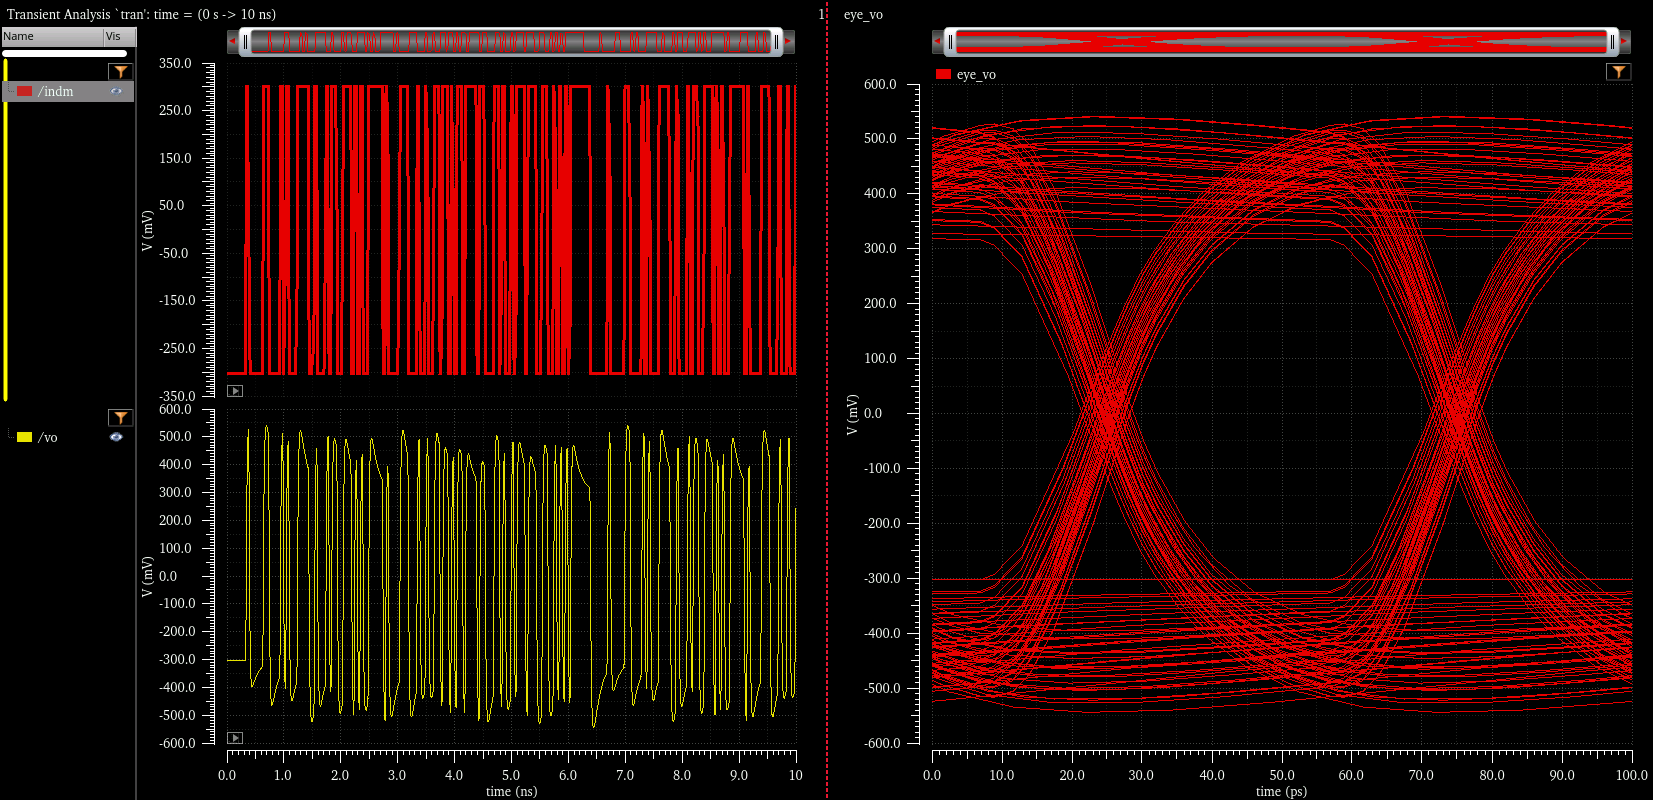 Transient Analysis `tran': time = (0 s -> 10 ns)
1
Name Vis
/indm
350.0
250.0
150.0
50.0
-50.0
-150.0
-250.0
-350.0
V (mV)
/vo
600.0
500.0
400.0
300.0
200.0
100.0
0.0
-100.0
-200.0
-300.0
-400.0
-500.0
-600.0
V (mV)
0.0 1.0 2.0 3.0 4.0 5.0 6.0 7.0 8.0 9.0 10
time (ns)
eye_vo
eye_vo
600.0
500.0
400.0
300.0
200.0
100.0
0.0
-100.0
-200.0
-300.0
-400.0
-500.0
-600.0
V (mV)
0.0 10.0 20.0 30.0 40.0 50.0 60.0 70.0 80.0 90.0 100.0
time (ps)